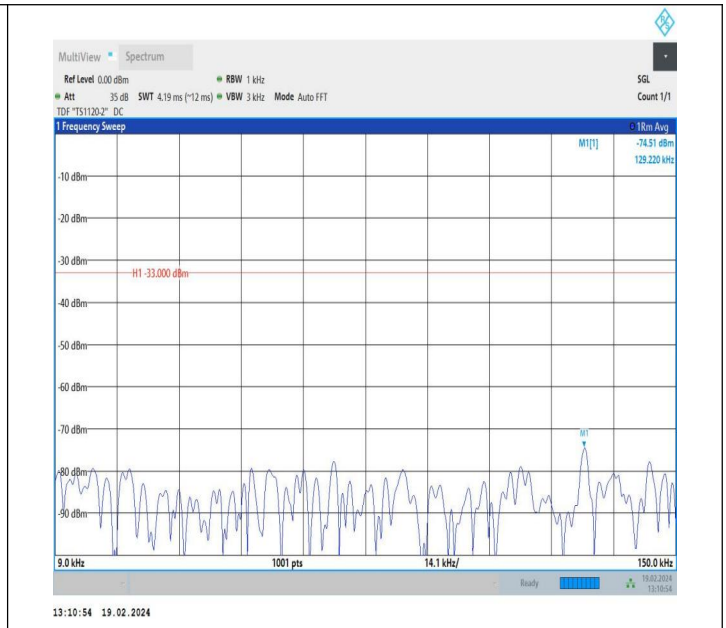 R&S
MultiView Spectrum
Ref Level 0.00 dBm RBW 1 kHz SGL
Att 35 dB SWT 4.19 ms (~12 ms) VBW 3 kHz Mode Auto FFT Count 1/1
TDF "TS1120-2" DC
1 Frequency Sweep 1Rm Avg
M1[1] -74.51 dBm
129.220 kHz
-10 dBm
-20 dBm
-30 dBm
H1 -33.000 dBm
-40 dBm
-50 dBm
-60 dBm
-70 dBm
M1
-80 dBm
-90 dBm
9.0 kHz 1001 pts 14.1 kHz/ 150.0 kHz
Ready 19.02.2024
13:10:54
13:10:54 19.02.2024